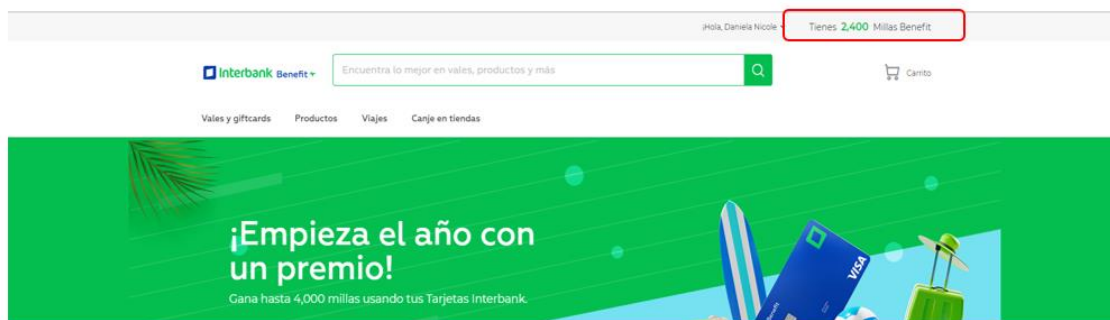 ¡Hola, Daniela Nicole Tienes 2,400 Millas Benefit
Interbank Benefit Encuentra lo mejor en vales, productos y más Carrito
Vales y giftcards Productos Viajes Canje en tiendas
¡Empieza el año con
un premio!
Gana hasta 4,000 millas usando tus Tarjetas Interbank.
VISA
Benefit